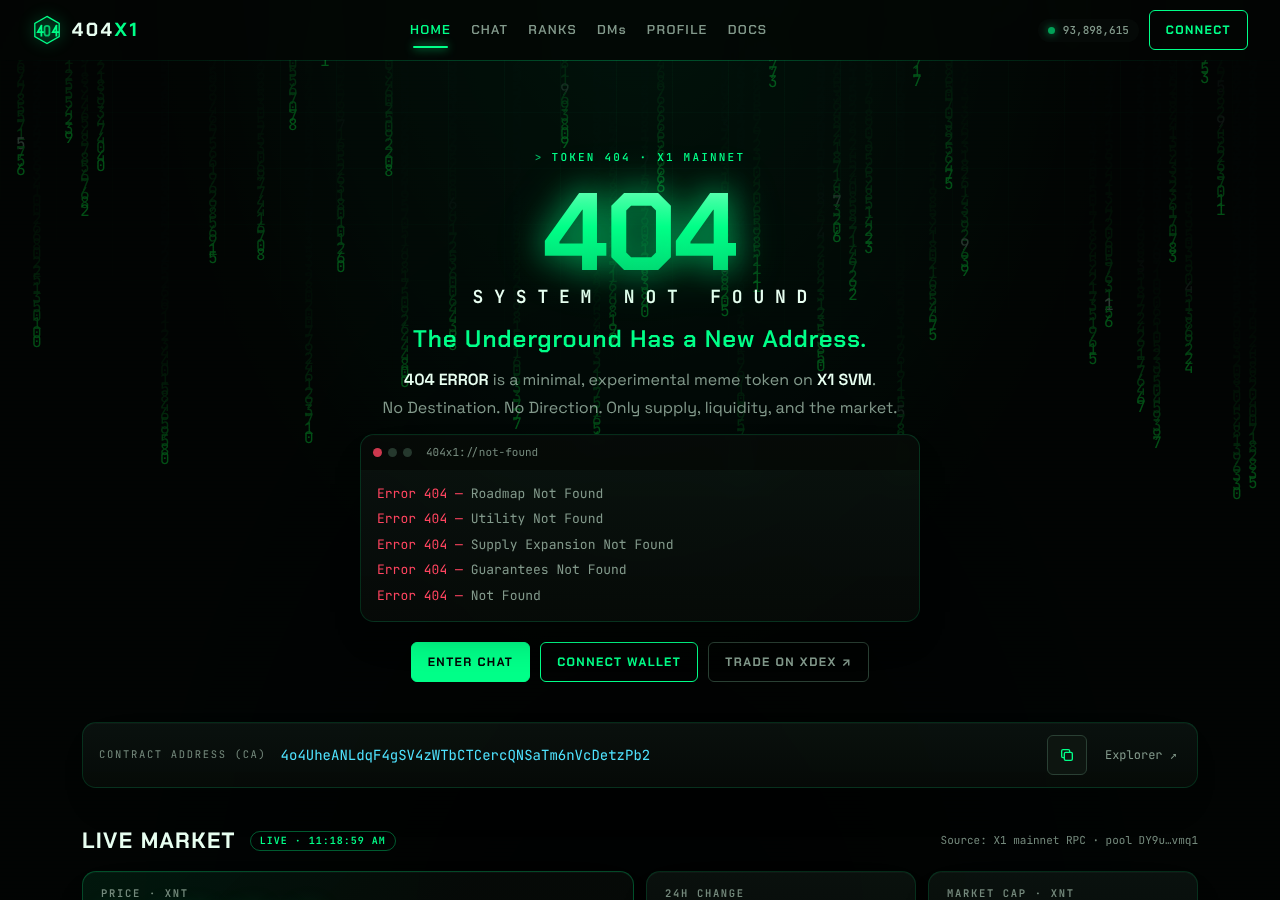 404X1
HOME CHAT RANKS DMs PROFILE DOCS
93,898,615
CONNECT
> TOKEN 404 · X1 MAINNET
404
SYSTEM NOT FOUND
The Underground Has a New Address.
404 ERROR is a minimal, experimental meme token on X1 SVM.
No Destination. No Direction. Only supply, liquidity, and the market.
404x1://not-found
Error 404 — Roadmap Not Found
Error 404 — Utility Not Found
Error 404 — Supply Expansion Not Found
Error 404 — Guarantees Not Found
Error 404 — Not Found
ENTER CHAT
CONNECT WALLET
TRADE ON XDEX ↗
CONTRACT ADDRESS (CA) 4o4UheANLdqF4gSV4zWTbCTCercQNSaTm6nVcDetzPb2
Explorer ↗
LIVE MARKET
LIVE · 11:18:59 AM
Source: X1 mainnet RPC · pool DY9u…vmq1
PRICE · XNT
24H CHANGE
MARKET CAP · XNT